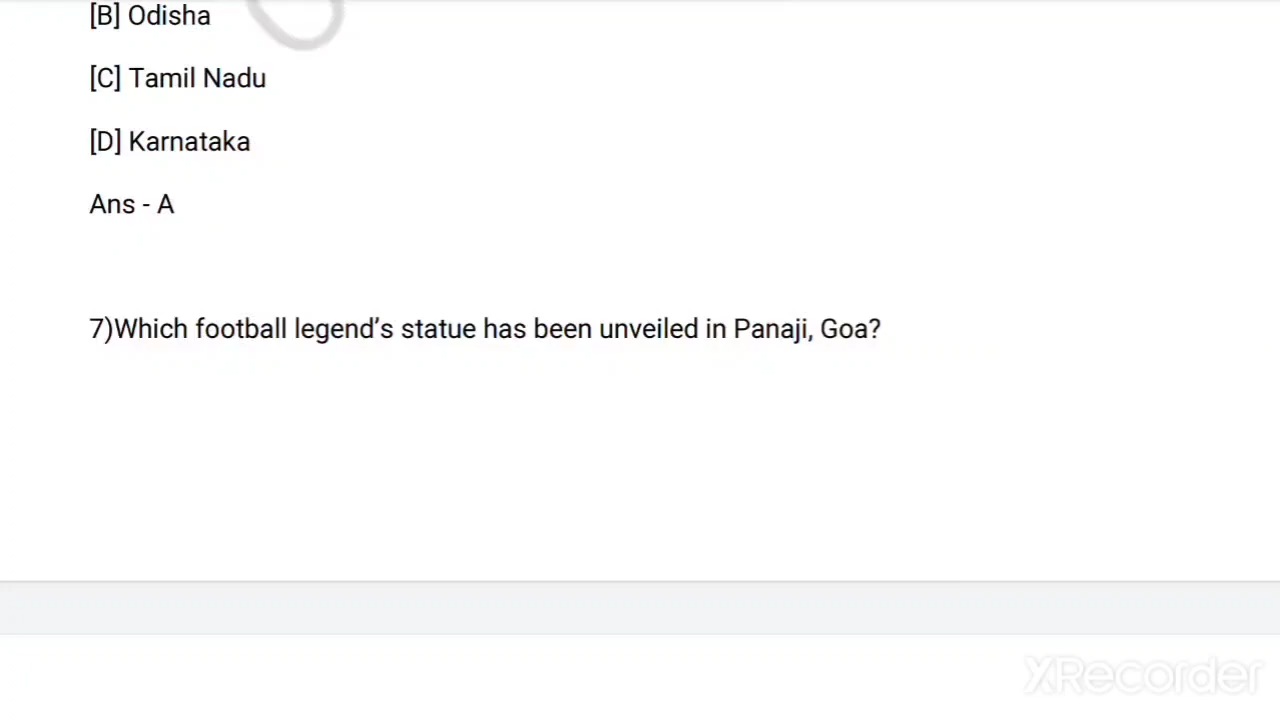 [B] Odisha
[C] Tamil Nadu
[D] Karnataka
Ans - A
7)Which football legend’s statue has been unveiled in Panaji, Goa?
XRecorder